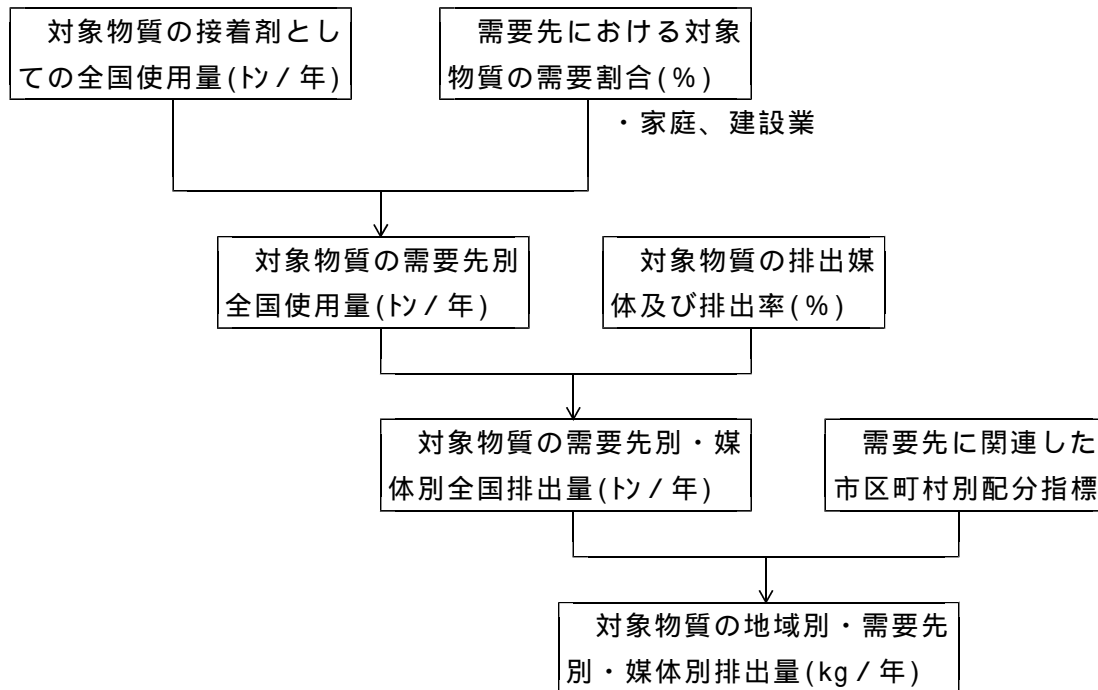 対象物質の接着剤とし
ての全国使用量(㌧／年)
需要先における対象
物質の需要割合(％)
・家庭、建設業
対象物質の需要先別
全国使用量(㌧／年)
対象物質の排出媒
体及び排出率(％)
対象物質の需要先別・媒
体別全国排出量(㌧／年)
需要先に関連した
市区町村別配分指標
対象物質の地域別・需要先
別・媒体別排出量(kg／年)